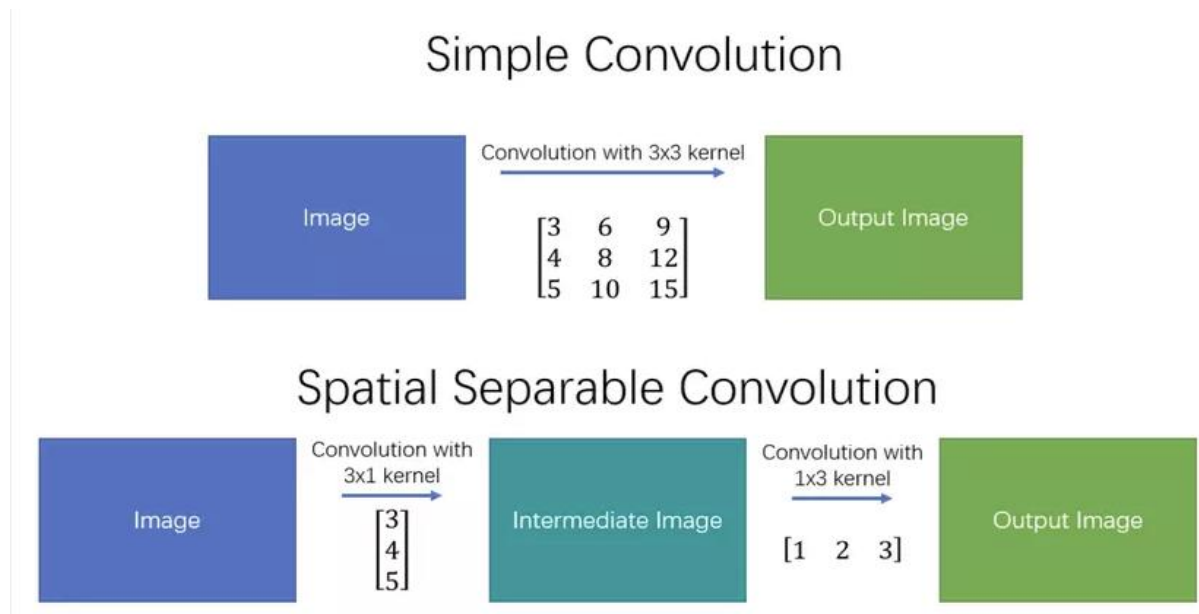 Simple Convolution
Image
Convolution with 3x3 kernel
3 6 9
4 8 12
5 10 15
Output Image
Spatial Separable Convolution
Image
Convolution with
3x1 kernel
3
4
5
Intermediate Image
Convolution with
1x3 kernel
[1 2 3]
Output Image